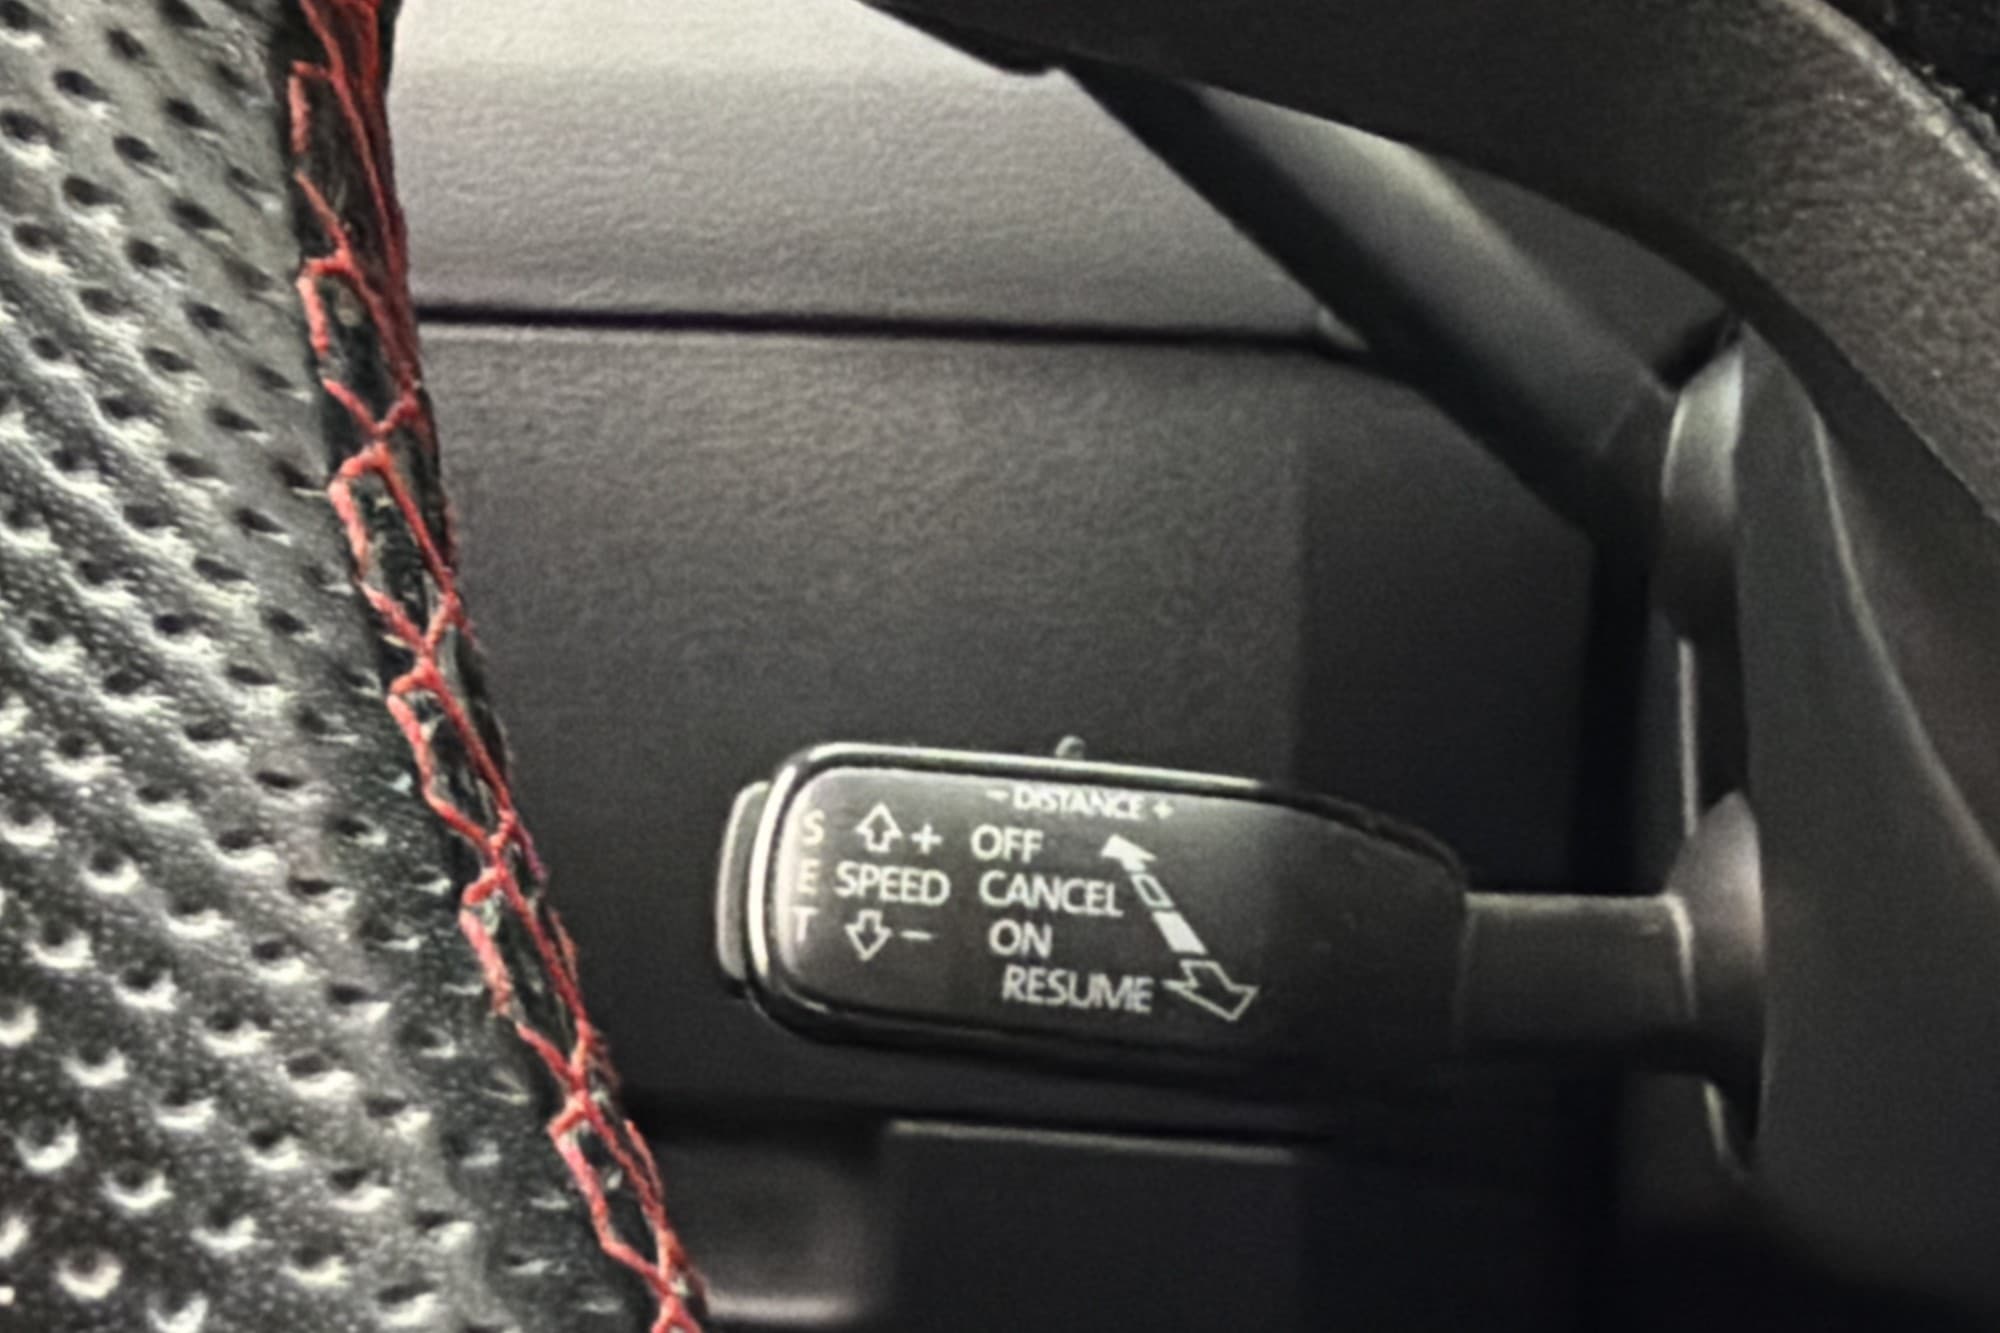 - DISTANCE +
S
E
T
+
SPEED
-
OFF
CANCEL
ON
RESUME